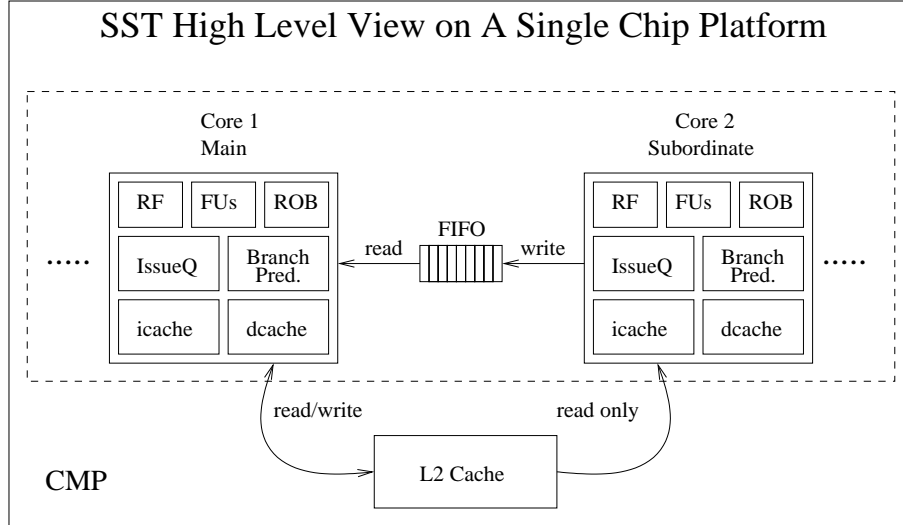 SST High Level View on A Single Chip Platform
Core 1
Main
Core 2
Subordinate
RF
FUs
ROB
IssueQ
Branch
Pred.
icache
dcache
.....
read
FIFO
write
RF
FUs
ROB
IssueQ
Branch
Pred.
icache
dcache
.....
read/write
read only
L2 Cache
CMP